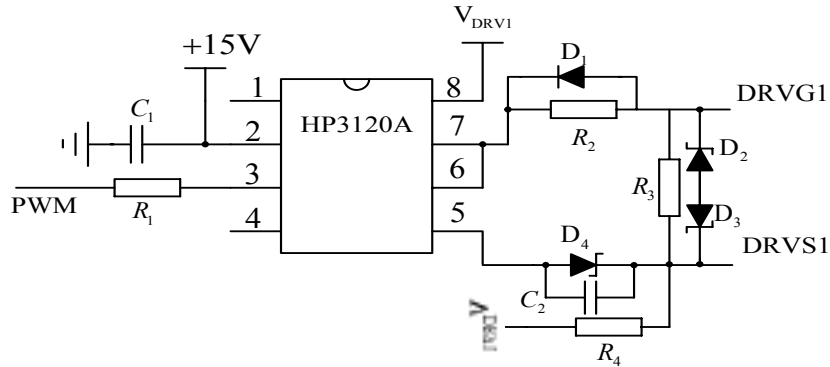 V_DRV1
+15V
D₁
1
8
DRVG1
C₁
HP3120A
2
7
R₂
D₂
3
6
R₃
PWM
R₁
4
5
D₃
D₄
DRVS1
C₂
R₄